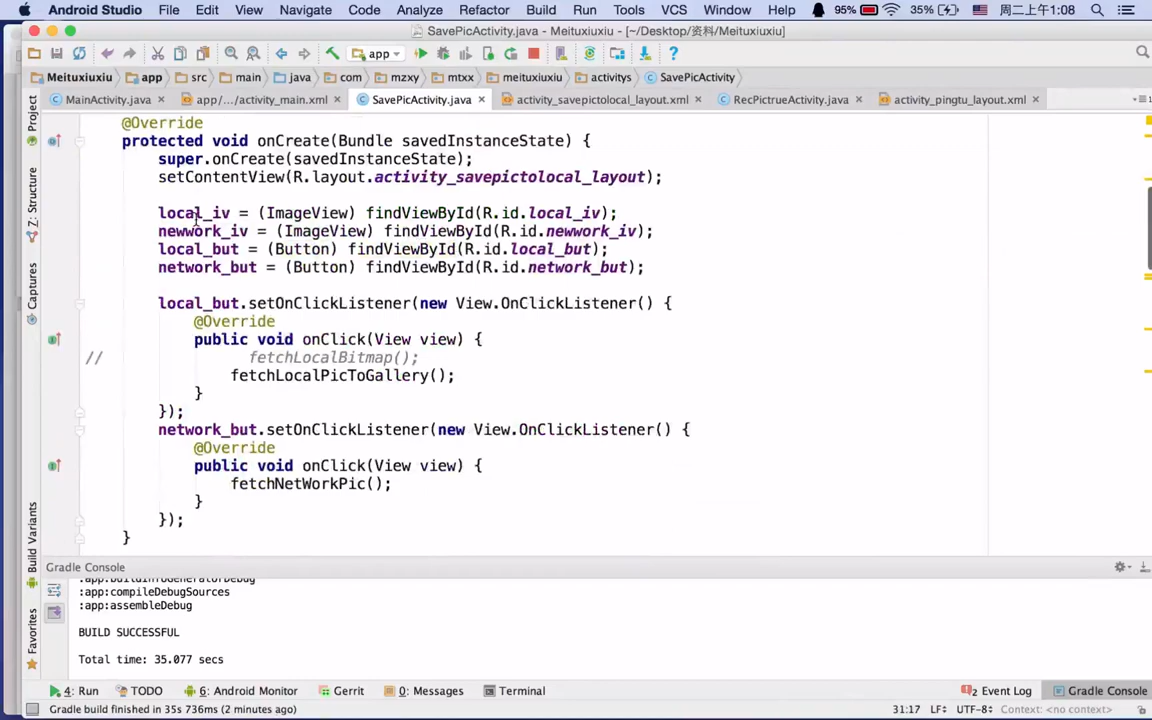 Android Studio File Edit View Navigate Code Analyze Refactor Build Run Tools VCS Window Help 95% 35% 周二上午1:08
SavePicActivity.java - Meituxiuxiu - [~/Desktop/资料/Meituxiuxiu]
app
Meituxiuxiu app src main java com mzxy mtxx meituxiuxiu activitys SavePicActivity
MainActivity.java app/.../activity_main.xml SavePicActivity.java activity_savepictolocal_layout.xml RecPictrueActivity.java activity_pingtu_layout.xml
Project
Z: Structure
Captures
Build Variants
Favorites
@Override
protected void onCreate(Bundle savedInstanceState) {
super.onCreate(savedInstanceState);
setContentView(R.layout.activity_savepictolocal_layout);
local_iv = (ImageView) findViewById(R.id.local_iv);
newwork_iv = (ImageView) findViewById(R.id.newwork_iv);
local_but = (Button) findViewById(R.id.local_but);
network_but = (Button) findViewById(R.id.network_but);
local_but.setOnClickListener(new View.OnClickListener() {
@Override
public void onClick(View view) {
// fetchLocalBitmap();
fetchLocalPicToGallery();
}
});
network_but.setOnClickListener(new View.OnClickListener() {
@Override
public void onClick(View view) {
fetchNetWorkPic();
}
});
}
Gradle Console
:app:compileDebugSources
:app:assembleDebug
BUILD SUCCESSFUL
Total time: 35.077 secs
4: Run TODO 6: Android Monitor Gerrit 0: Messages Terminal 2 Event Log Gradle Console
Gradle build finished in 35s 736ms (2 minutes ago) 31:17 LF÷ UTF-8÷ Context: <no context>